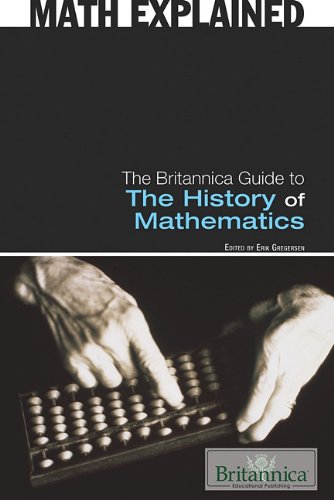 MATH EXPLAINED
The Britannica Guide to
The History of
Mathematics
EDITED BY ERIK GREGERSEN
Britannica®
Educational Publishing